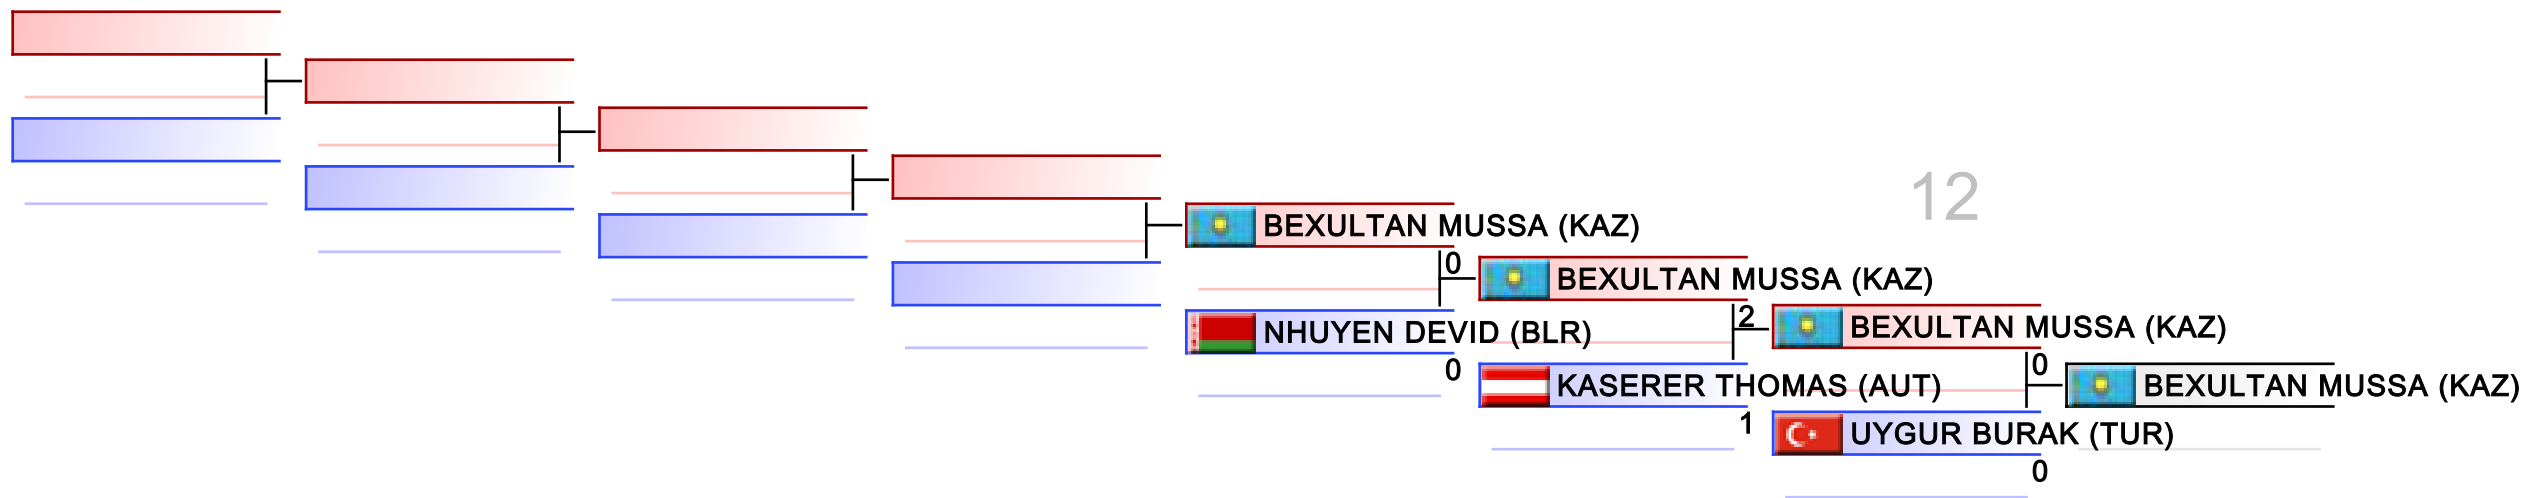 12
BEXULTAN MUSSA (KAZ)
0
BEXULTAN MUSSA (KAZ)
NHUYEN DEVID (BLR)
0
2
BEXULTAN MUSSA (KAZ)
KASERER THOMAS (AUT)
1
0
BEXULTAN MUSSA (KAZ)
UYGUR BURAK (TUR)
0